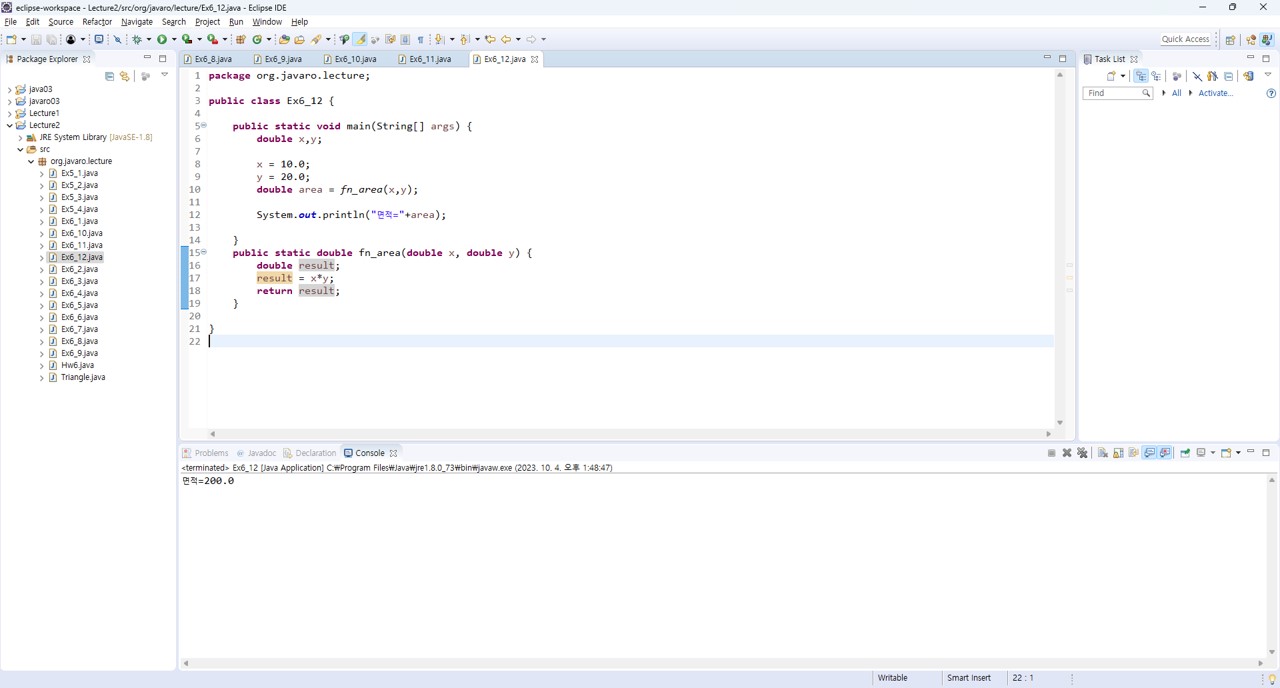 eclipse-workspace - Lecture2/src/org/javaro/lecture/Ex6_12.java - Eclipse IDE
File Edit Source Refactor Navigate Search Project Run Window Help
Quick Access
Package Explorer
java03
javaro03
Lecture1
Lecture2
JRE System Library [JavaSE-1.8]
src
org.javaro.lecture
Ex5_1.java
Ex5_2.java
Ex5_3.java
Ex5_4.java
Ex6_1.java
Ex6_10.java
Ex6_11.java
Ex6_12.java
Ex6_2.java
Ex6_3.java
Ex6_4.java
Ex6_5.java
Ex6_6.java
Ex6_7.java
Ex6_8.java
Ex6_9.java
Hw6.java
Triangle.java
Ex6_8.java Ex6_9.java Ex6_10.java Ex6_11.java Ex6_12.java
1 package org.javaro.lecture;
2
3 public class Ex6_12 {
4
5 public static void main(String[] args) {
6 double x,y;
7
8 x = 10.0;
9 y = 20.0;
10 double area = fn_area(x,y);
11
12 System.out.println("면적="+area);
13
14 }
15 public static double fn_area(double x, double y) {
16 double result;
17 result = x*y;
18 return result;
19 }
20
21 }
22
Task List
Find All Activate...
Problems Javadoc Declaration Console
<terminated> Ex6_12 [Java Application] C:₩Program Files₩Java₩jre1.8.0_73₩bin₩javaw.exe (2023. 10. 4. 오후 1:48:47)
면적=200.0
Writable Smart Insert 22 : 1